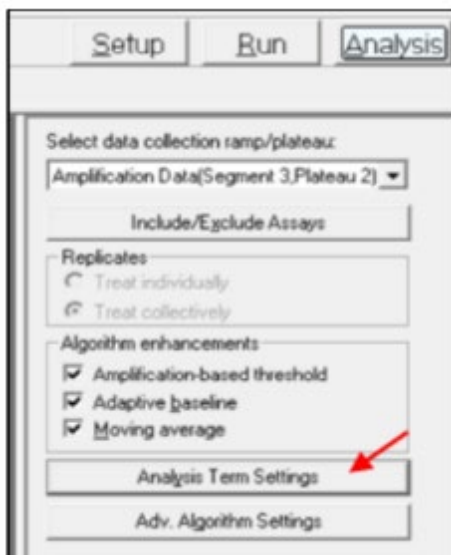 Setup Run Analysis
Select data collection ramp/plateau:
Amplification Data(Segment 3,Plateau 2)
Include/Exclude Assays
Replicates
Treat individually
Treat collectively
Algorithm enhancements
Amplification-based threshold
Adaptive baseline
Moving average
Analysis Term Settings
Adv. Algorithm Settings